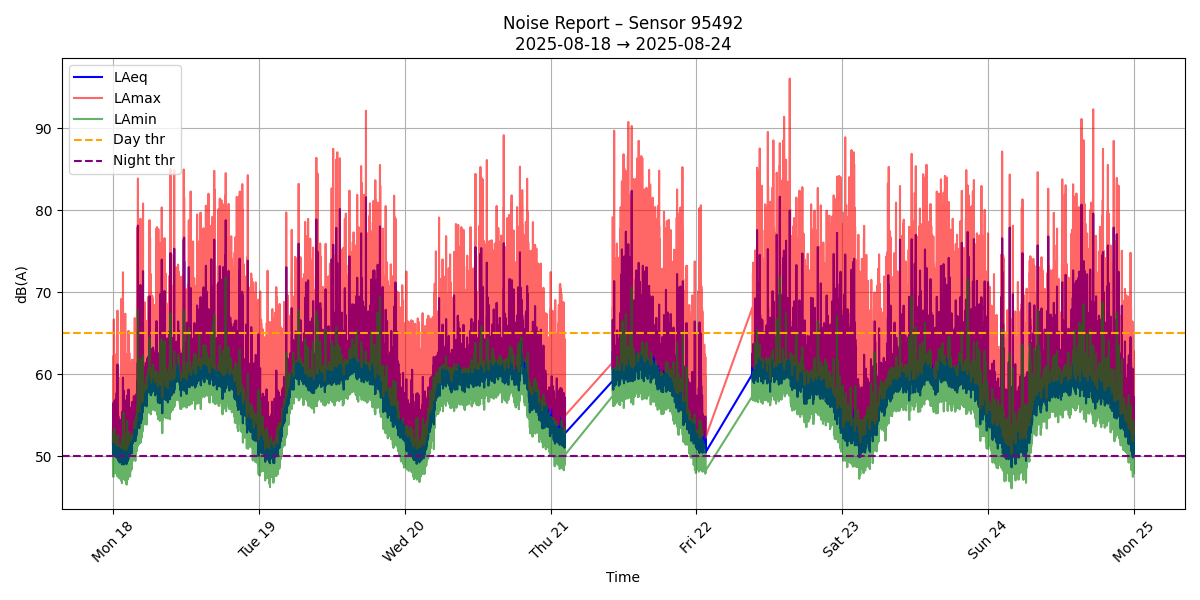 Noise Report – Sensor 95492
2025-08-18 → 2025-08-24
LAeq
LAmax
LAmin
Day thr
Night thr
dB(A)
90
80
70
60
50
Mon 18
Tue 19
Wed 20
Thu 21
Fri 22
Sat 23
Sun 24
Mon 25
Time